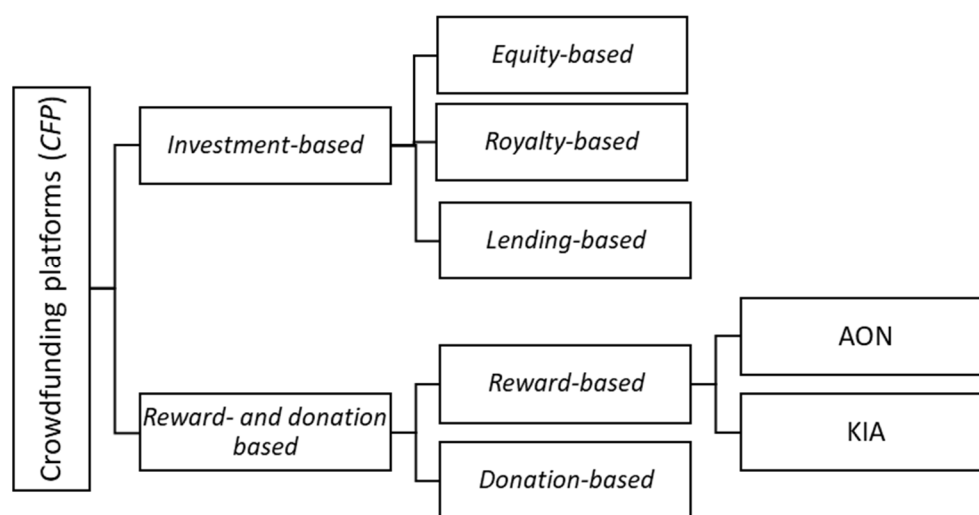 Crowdfunding platforms (CFP)
Investment-based
Equity-based
Royalty-based
Lending-based
Reward- and donation
based
Reward-based
AON
KIA
Donation-based